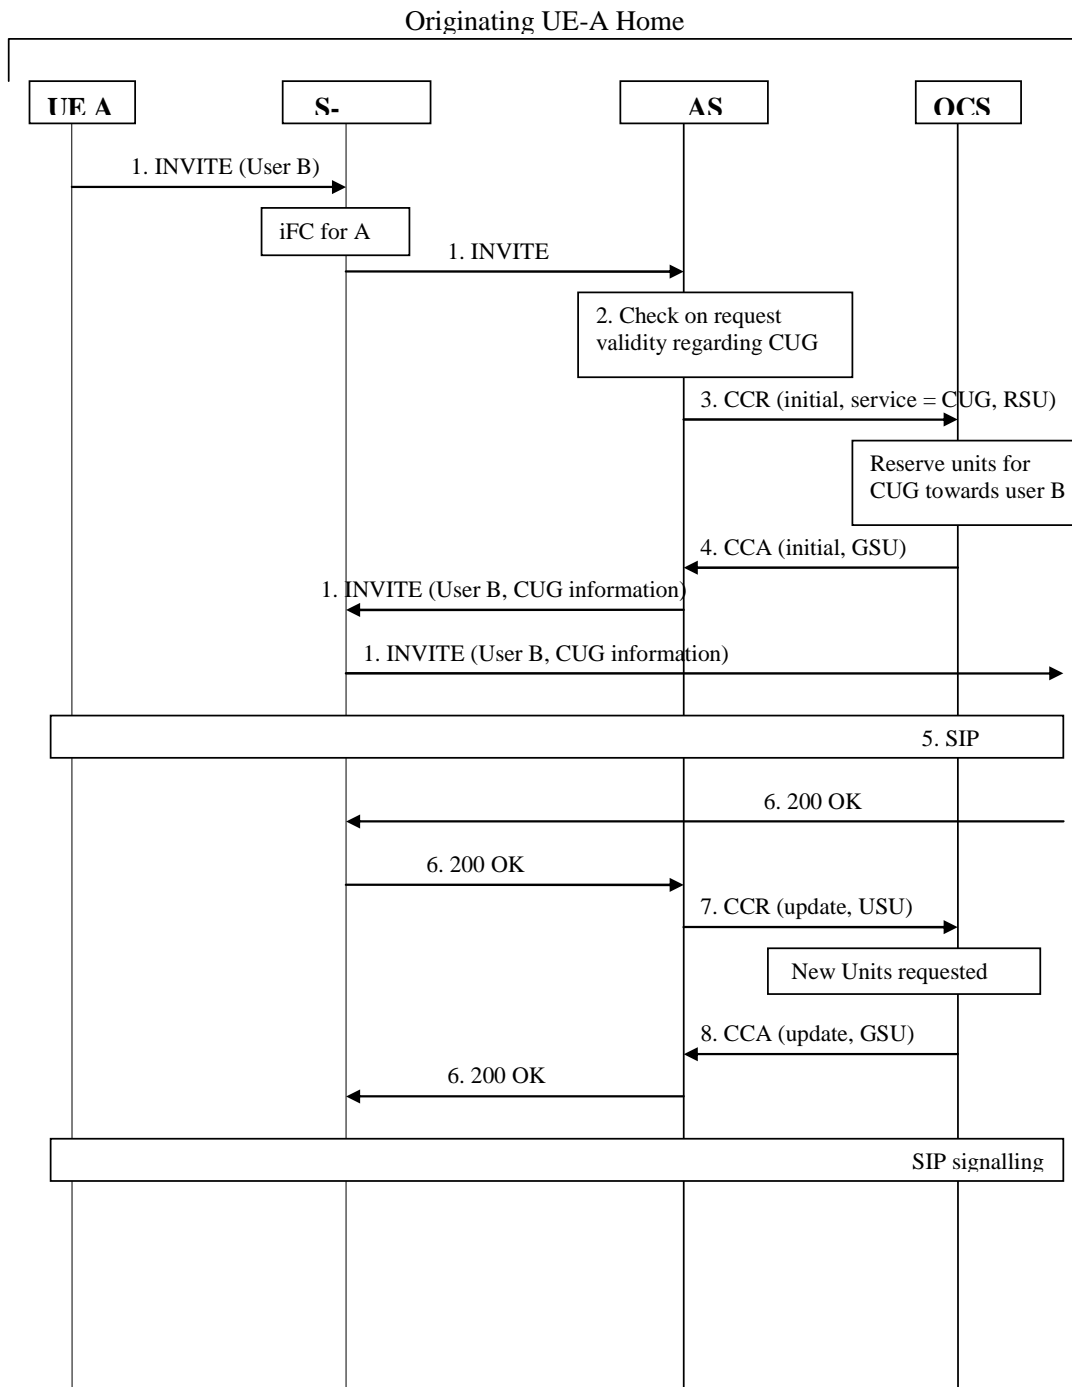 Originating UE-A Home
UE A
S-
AS
OCS
1. INVITE (User B)
iFC for A
1. INVITE
2. Check on request
validity regarding CUG
3. CCR (initial, service = CUG, RSU)
Reserve units for
CUG towards user B
4. CCA (initial, GSU)
1. INVITE (User B, CUG information)
1. INVITE (User B, CUG information)
5. SIP
6. 200 OK
6. 200 OK
7. CCR (update, USU)
New Units requested
8. CCA (update, GSU)
6. 200 OK
SIP signalling